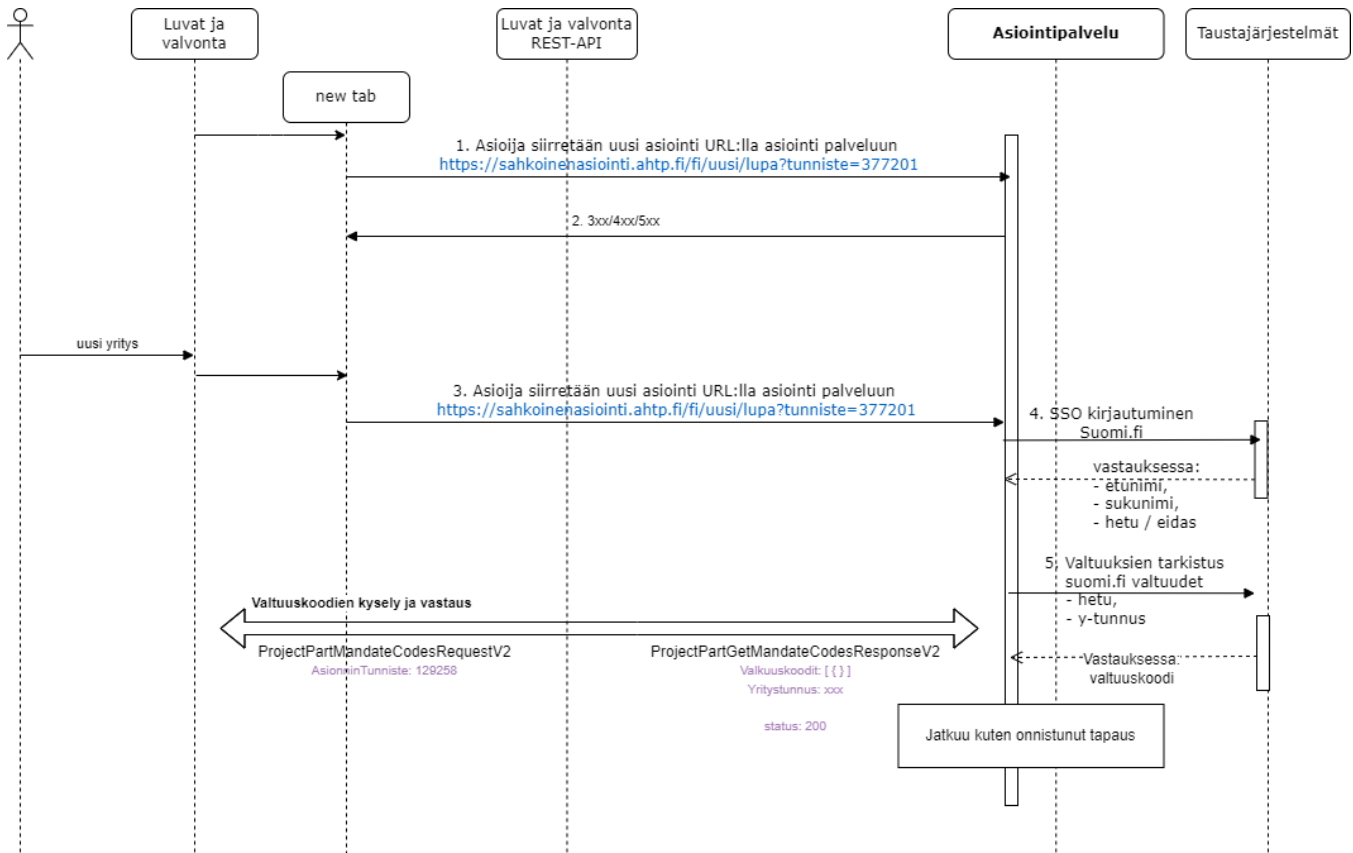 Luvat ja
valvonta
Luvat ja valvonta
REST-API
Asiointipalvelu
Taustajärjestelmät
new tab
1. Asioija siirretään uusi asiointi URL:lla asiointi palveluun
https://sahkoinenasiointi.ahtp.fi/fi/uusi/lupa?tunniste=377201
2. 3xx/4xx/5xx
uusi yritys
3. Asioija siirretään uusi asiointi URL:lla asiointi palveluun
https://sahkoinenasiointi.ahtp.fi/fi/uusi/lupa?tunniste=377201
4. SSO kirjautuminen
Suomi.fi
vastauksessa:
- etunimi,
- sukunimi,
- hetu / eidas
5. Valtuuksien tarkistus
suomi.fi valtuudet
- hetu,
- y-tunnus
Valtuuskoodien kysely ja vastaus
ProjectPartMandateCodesRequestV2
AsionninTunniste: 129258
ProjectPartGetMandateCodesResponseV2
Valkuuskoodit: [ { } ]
Yritystunnus: xxx
status: 200
Vastauksessa:
valtuuskoodi
Jatkuu kuten onnistunut tapaus